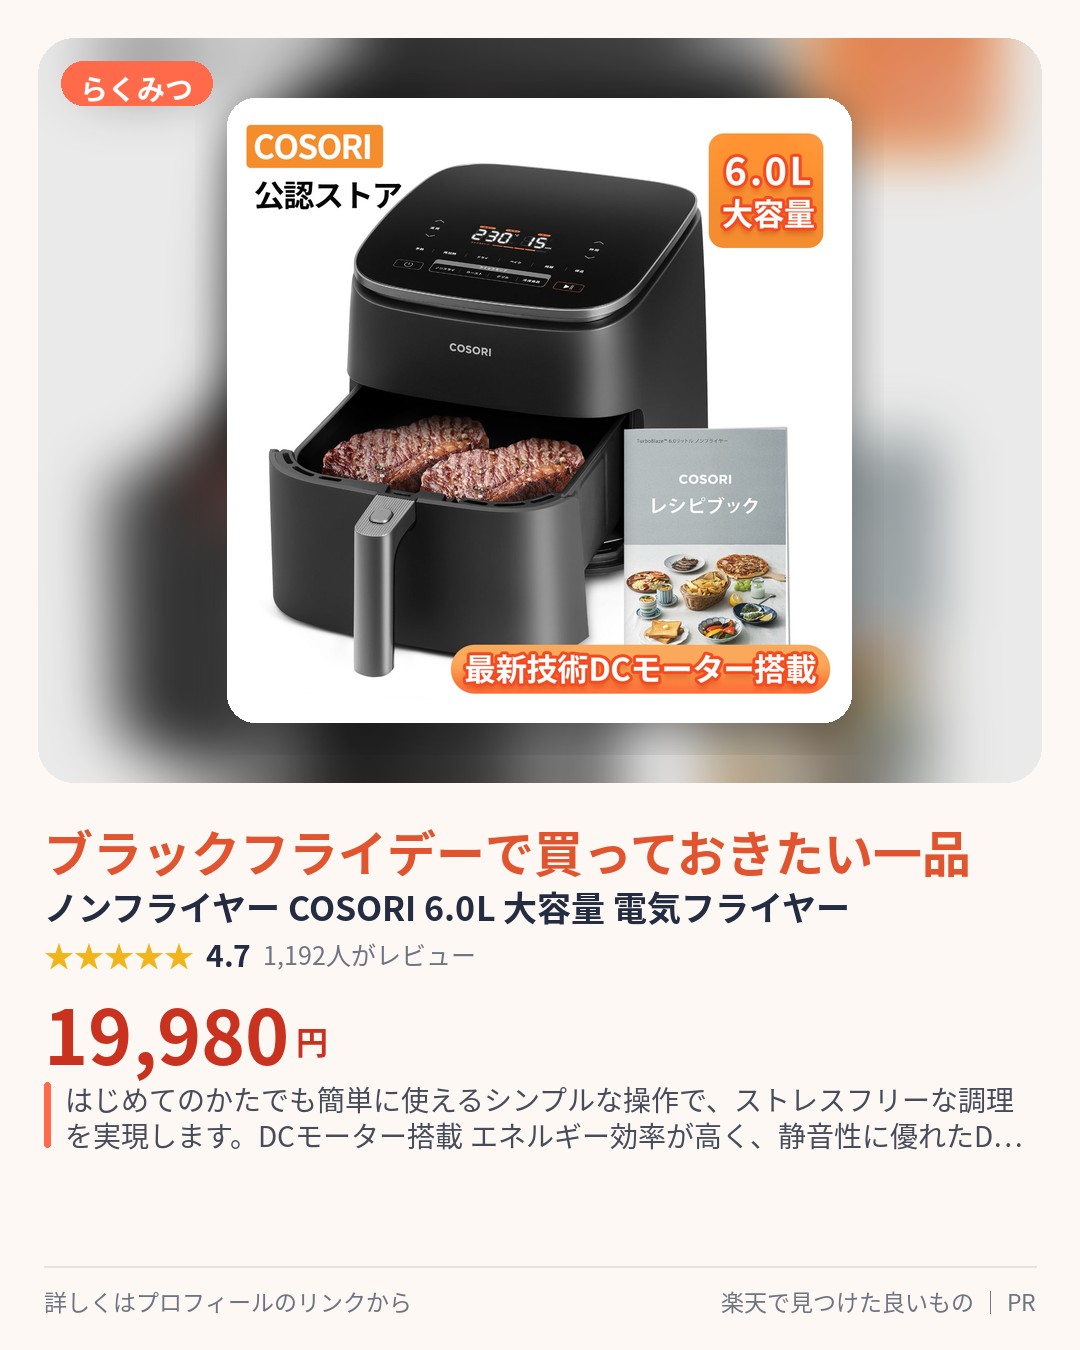 らくみつ
COSORI
公認ストア
6.0L
大容量
230 15
COSORI
COSORI
レシピブック
最新技術DCモーター搭載
ブラックフライデーで買っておきたい一品
ノンフライヤー COSORI 6.0L 大容量 電気フライヤー
★★★★★ 4.7 1,192人がレビュー
19,980円
はじめてのかたでも簡単に使えるシンプルな操作で、ストレスフリーな調理
を実現します。DCモーター搭載 エネルギー効率が高く、静音性に優れたD…
詳しくはプロフィールのリンクから
楽天で見つけた良いもの | PR